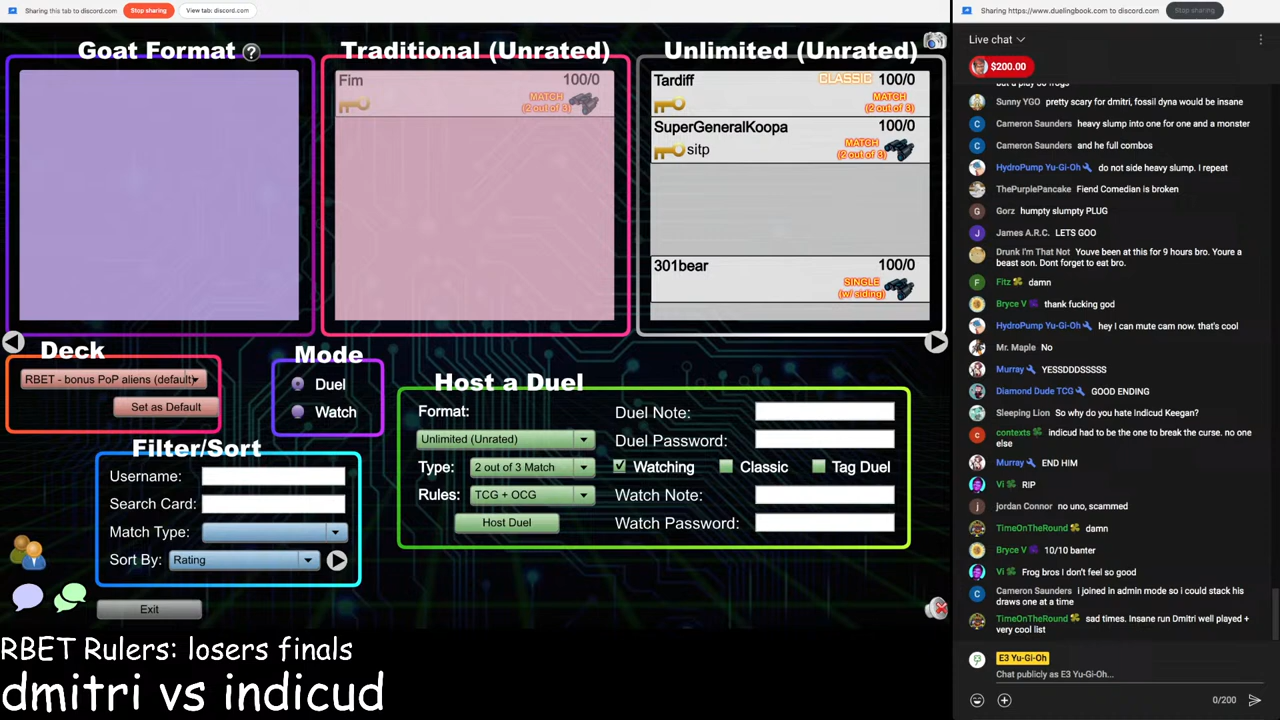 Sharing this tab to discord.com
Stop sharing
View tab: discord.com
Goat Format ?
Traditional (Unrated)
Fim 100/0
MATCH
(2 out of 3)
Unlimited (Unrated)
Tardiff CLASSIC 100/0
MATCH
(2 out of 3)
SuperGeneralKoopa 100/0
sitp
MATCH
(2 out of 3)
301bear 100/0
SINGLE
(w/ siding)
Deck
RBET - bonus PoP aliens (default)
Set as Default
Mode
Duel
Watch
Filter/Sort
Username:
Search Card:
Match Type:
Sort By: Rating
Exit
Host a Duel
Format:
Unlimited (Unrated)
Type: 2 out of 3 Match
Rules: TCG + OCG
Host Duel
Duel Note:
Duel Password:
Watching Classic Tag Duel
Watch Note:
Watch Password:
RBET Rulers: losers finals
dmitri vs indicud
Sharing https://www.duelingbook.com to discord.com
Stop sharing
Live chat
$200.00
but a play 30 frogs
Sunny YGO pretty scary for dmitri, fossil dyna would be insane
Cameron Saunders heavy slump into one for one and a monster
Cameron Saunders and he full combos
HydroPump Yu-Gi-Oh do not side heavy slump. I repeat
ThePurplePancake Fiend Comedian is broken
Gorz humpty slumpty PLUG
James A.R.C. LETS GOO
Drunk I'm That Not Youve been at this for 9 hours bro. Youre a
beast son. Dont forget to eat bro.
Fitz damn
Bryce V thank fucking god
HydroPump Yu-Gi-Oh hey I can mute cam now. that's cool
Mr. Maple No
Murray YESSDDDSSSSS
Diamond Dude TCG GOOD ENDING
Sleeping Lion So why do you hate Indicud Keegan?
contexts indicud had to be the one to break the curse. no one
else
Murray END HIM
Vi RIP
jordan Connor no uno, scammed
TimeOnTheRound damn
Bryce V 10/10 banter
Vi Frog bros I don't feel so good
Cameron Saunders i joined in admin mode so i could stack his
draws one at a time
TimeOnTheRound sad times. Insane run Dmitri well played +
very cool list
E3 Yu-Gi-Oh
Chat publicly as E3 Yu-Gi-Oh...
0/200